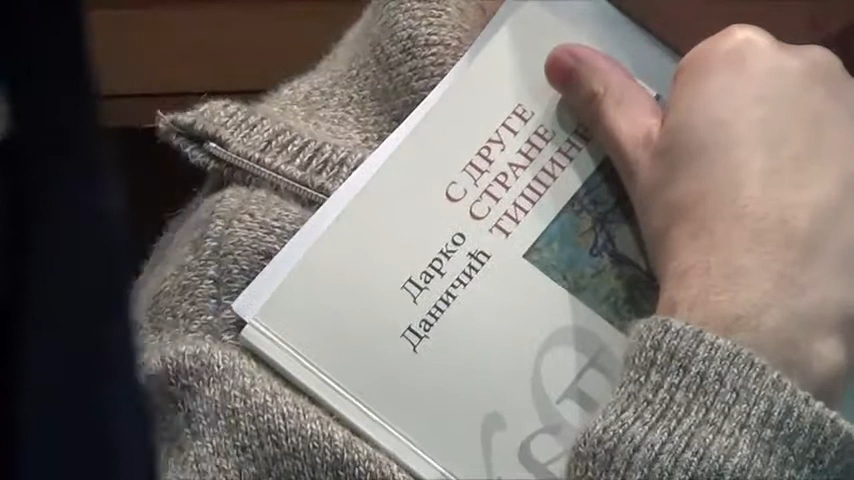 Дарко
Даничић
С ДРУГЕ
СТРАНЕ
ТИШИНЕ